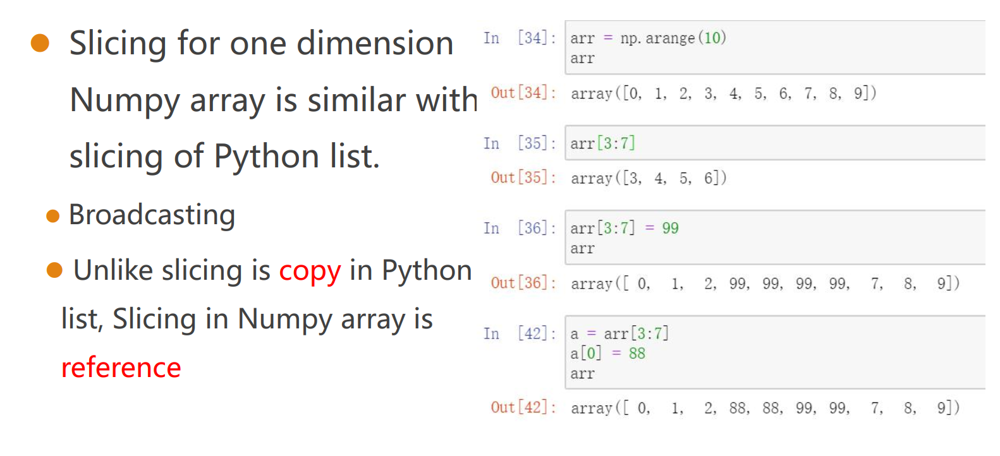 Slicing for one dimension
Numpy array is similar with
slicing of Python list.
Broadcasting
Unlike slicing is copy in Python
list, Slicing in Numpy array is
reference
In [34]: arr = np.arange(10)
arr
Out[34]: array([0, 1, 2, 3, 4, 5, 6, 7, 8, 9])
In [35]: arr[3:7]
Out[35]: array([3, 4, 5, 6])
In [36]: arr[3:7] = 99
arr
Out[36]: array([ 0, 1, 2, 99, 99, 99, 99, 7, 8, 9])
In [42]: a = arr[3:7]
a[0] = 88
arr
Out[42]: array([ 0, 1, 2, 88, 88, 99, 99, 7, 8, 9])